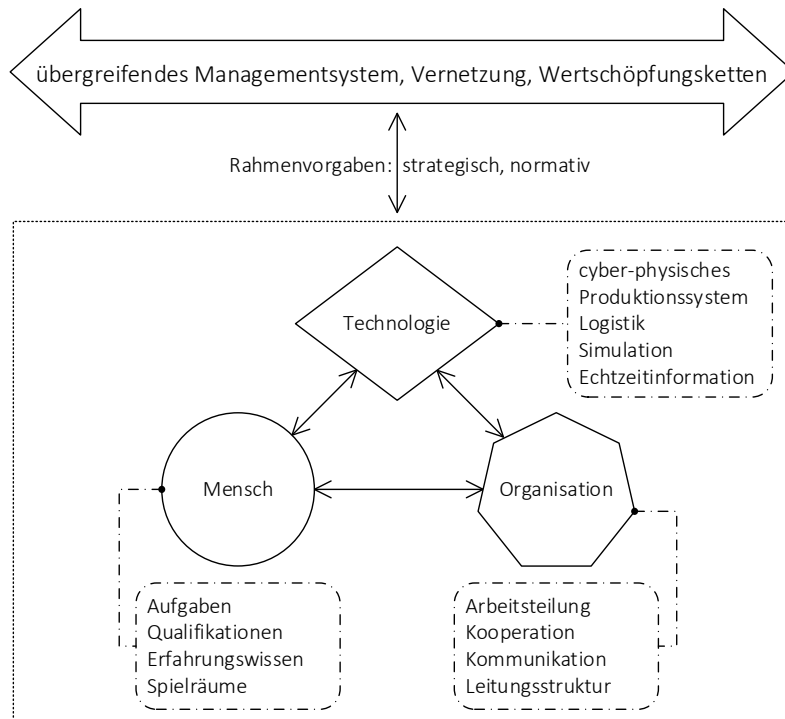 übergreifendes Managementsystem, Vernetzung, Wertschöpfungsketten
Rahmenvorgaben: strategisch, normativ
cyber-physisches
Produktionssystem
Logistik
Simulation
Echtzeitinformation
Technologie
Mensch
Organisation
Aufgaben
Qualifikationen
Erfahrungswissen
Spielräume
Arbeitsteilung
Kooperation
Kommunikation
Leitungsstruktur